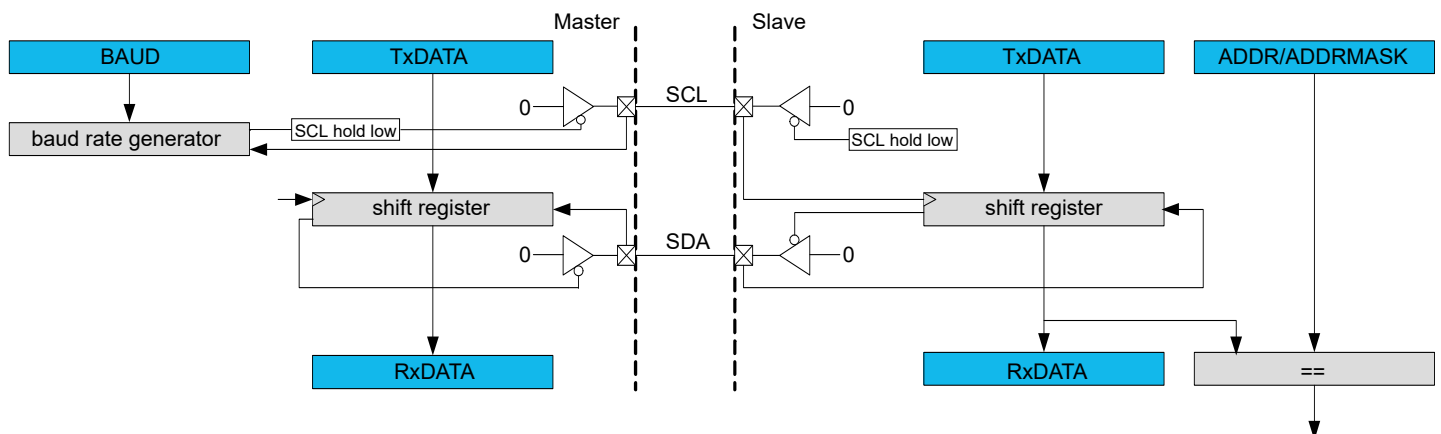 Master
Slave
BAUD
TxDATA
TxDATA
ADDR/ADDRMASK
0
SCL
0
SCL hold low
baud rate generator
SCL hold low
shift register
shift register
0
SDA
0
RxDATA
RxDATA
==